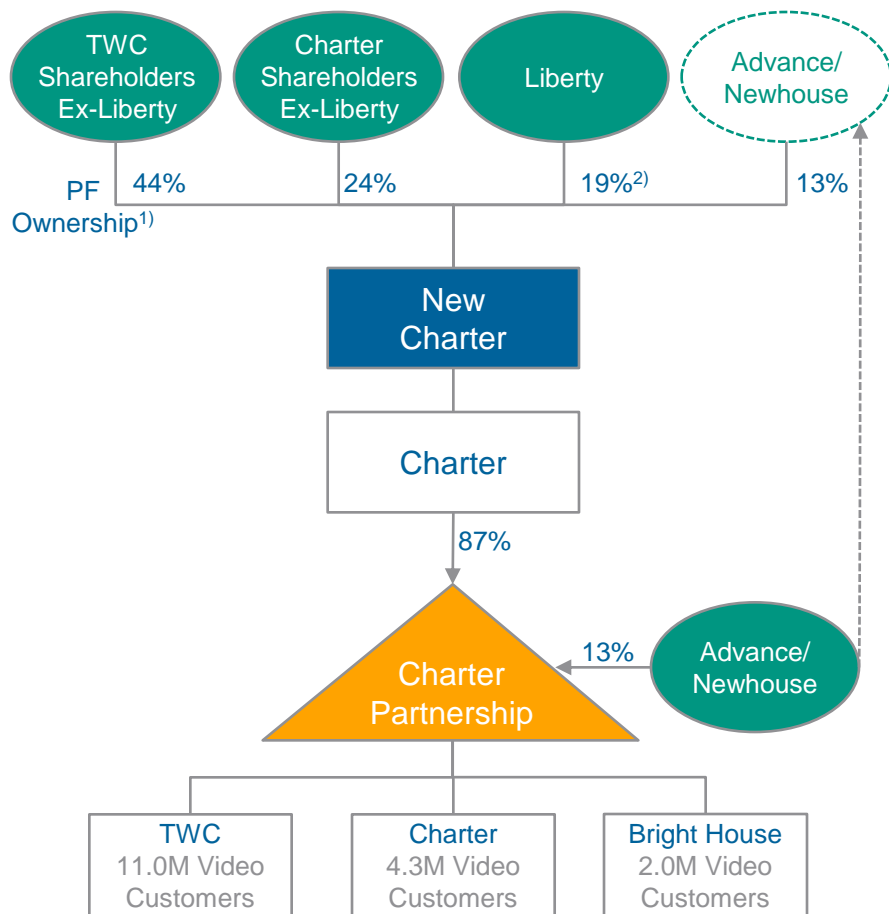 TWC
Shareholders
Ex-Liberty
Charter
Shareholders
Ex-Liberty
Liberty
Advance/
Newhouse
PF
Ownership1)
44%
24%
19%2)
13%
New
Charter
Charter
87%
Charter
Partnership
13%
Advance/
Newhouse
TWC
11.0M Video
Customers
Charter
4.3M Video
Customers
Bright House
2.0M Video
Customers